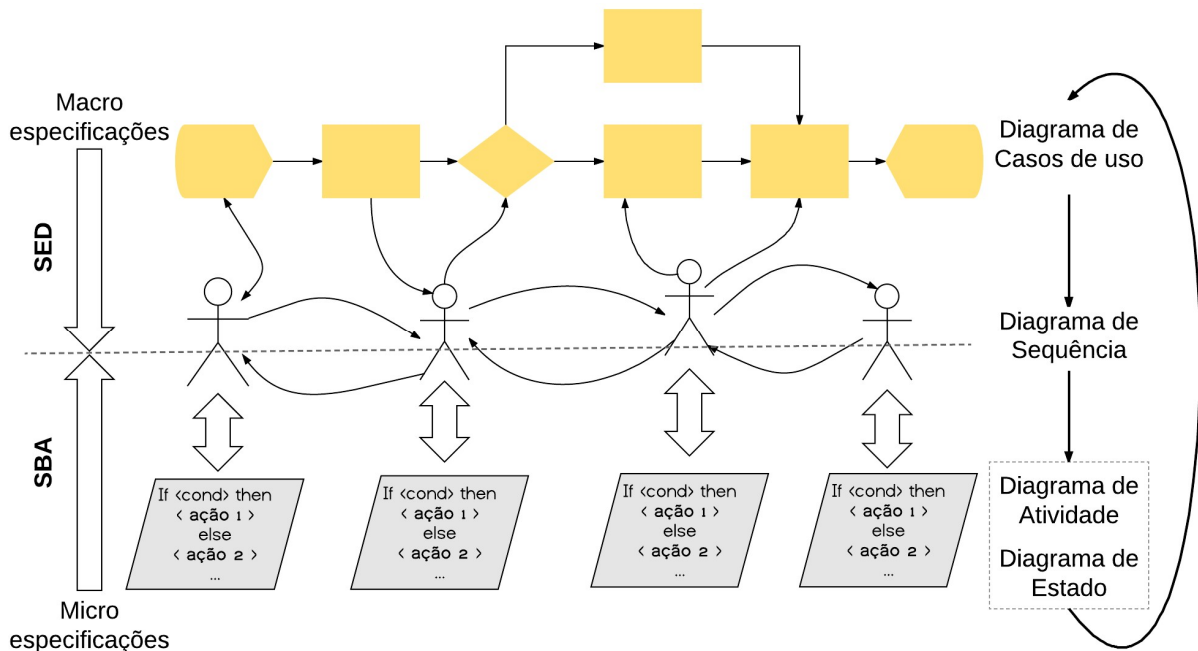 Macro
especificações
SED
SBA
Micro
especificações
If <cond> then
< ação 1 >
else
< ação 2 >
...
If <cond> then
< ação 1 >
else
< ação 2 >
...
If <cond> then
< ação 1 >
else
< ação 2 >
...
If <cond> then
< ação 1 >
else
< ação 2 >
...
Diagrama de
Casos de uso
Diagrama de
Sequência
Diagrama de
Atividade
Diagrama de
Estado